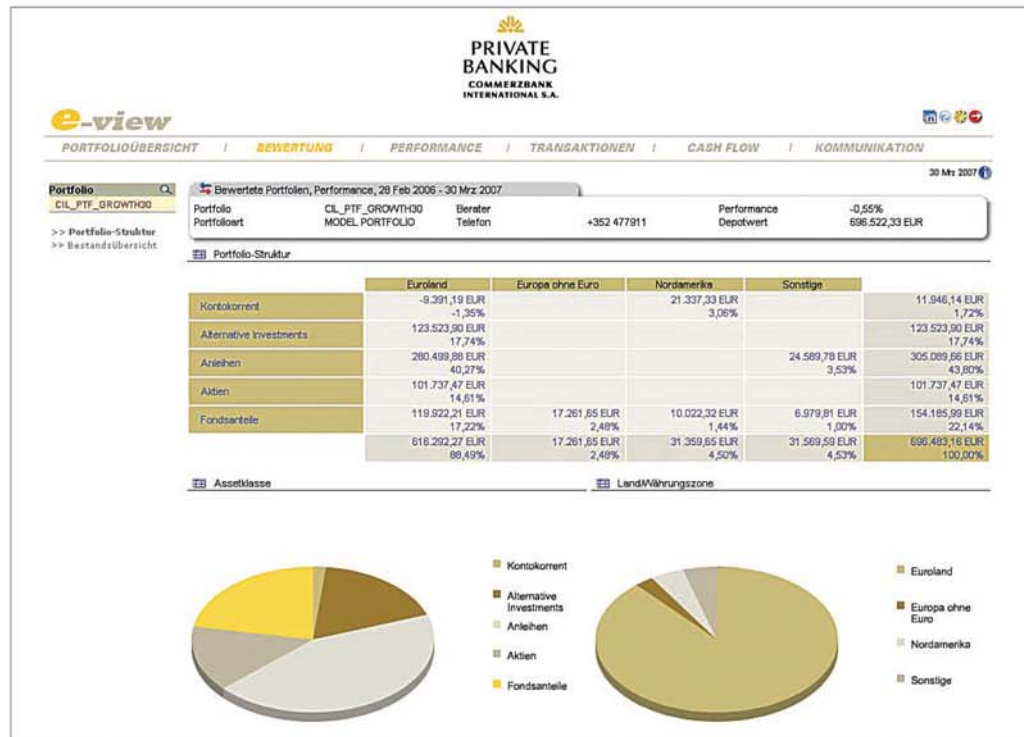 PRIVATE
BANKING
COMMERZBANK
INTERNATIONAL S.A.
e-view
PORTFOLIOÜBERSICHT / BEWERTUNG / PERFORMANCE / TRANSAKTIONEN / CASH FLOW / KOMMUNIKATION
30 Mrz 2007
Portfolio
CIL_PTF_GROWTH30
>> Portfolio-Struktur
>> Bestandsübersicht
Bewertete Portfolien, Performance, 28 Feb 2006 - 30 Mrz 2007
Portfolio CIL_PTF_GROWTH30 Berater Performance -0,55%
Portfolioart MODEL PORTFOLIO Telefon +352 477911 Depotwert 696.522,33 EUR
Portfolio-Struktur
Euroland Europa ohne Euro Nordamerika Sonstige
Kontokorrent -9.391,19 EUR 21.337,33 EUR 11.946,14 EUR
-1,35% 3,06% 1,72%
Alternative Investments 123.523,90 EUR 123.523,90 EUR
17,74% 17,74%
Anleihen 280.499,88 EUR 24.589,78 EUR 305.089,66 EUR
40,27% 3,53% 43,80%
Aktien 101.737,47 EUR 101.737,47 EUR
14,61% 14,61%
Fondsanteile 119.922,21 EUR 17.261,65 EUR 10.022,32 EUR 6.979,81 EUR 154.185,99 EUR
17,22% 2,48% 1,44% 1,00% 22,14%
616.292,27 EUR 17.261,65 EUR 31.359,65 EUR 31.569,59 EUR 696.483,16 EUR
88,49% 2,48% 4,50% 4,53% 100,00%
Assetklasse
Land/Währungszone
Kontokorrent
Alternative
Investments
Anleihen
Aktien
Fondsanteile
Euroland
Europa ohne
Euro
Nordamerika
Sonstige